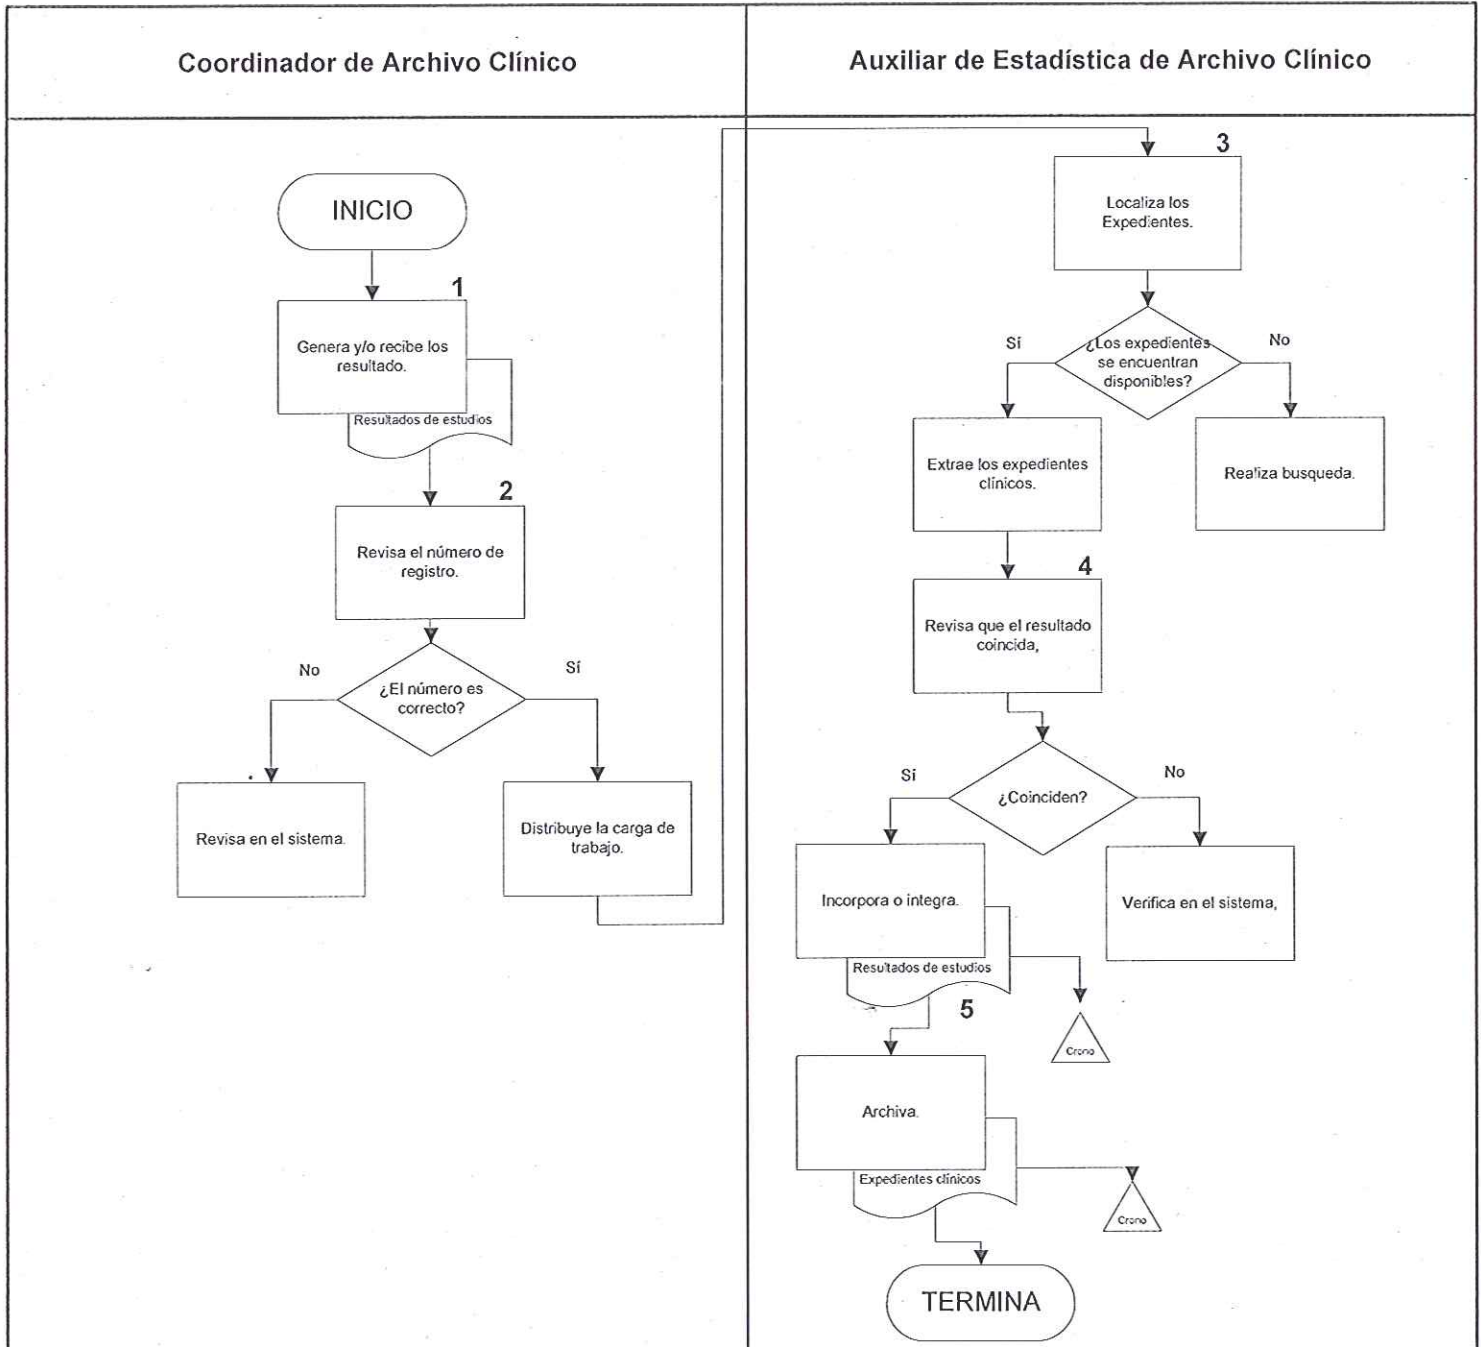 Coordinador de Archivo Clínico
Auxiliar de Estadística de Archivo Clínico
INICIO
1
Genera y/o recibe los
resultado.
Resultados de estudios
2
Revisa el número de
registro.
¿El número es
correcto?
No
Sí
Revisa en el sistema.
Distribuye la carga de
trabajo.
3
Localiza los
Expedientes.
¿Los expedientes
se encuentran
disponibles?
Sí
No
Extrae los expedientes
clínicos.
Realiza busqueda.
4
Revisa que el resultado
coincida,
¿Coinciden?
Sí
No
Incorpora o integra.
Resultados de estudios
Verifica en el sistema,
Crono
5
Archiva.
Expedientes clínicos
Crono
TERMINA